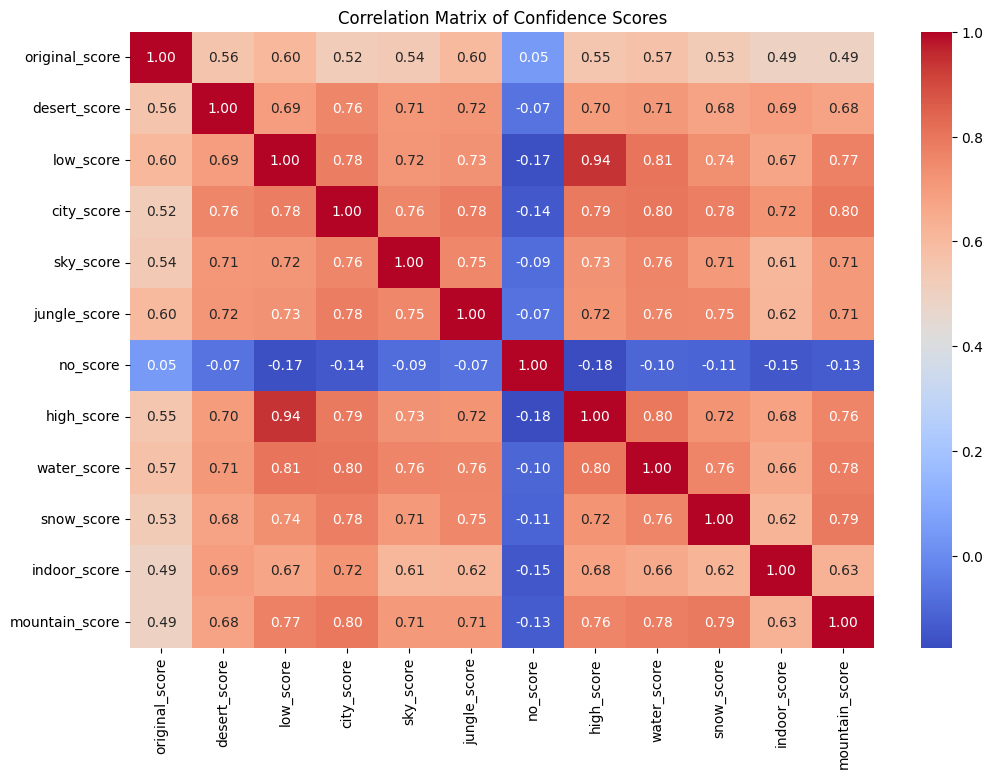 Correlation Matrix of Confidence Scores
original_score 1.00 0.56 0.60 0.52 0.54 0.60 0.05 0.55 0.57 0.53 0.49 0.49
desert_score 0.56 1.00 0.69 0.76 0.71 0.72 -0.07 0.70 0.71 0.68 0.69 0.68
low_score 0.60 0.69 1.00 0.78 0.72 0.73 -0.17 0.94 0.81 0.74 0.67 0.77
city_score 0.52 0.76 0.78 1.00 0.76 0.78 -0.14 0.79 0.80 0.78 0.72 0.80
sky_score 0.54 0.71 0.72 0.76 1.00 0.75 -0.09 0.73 0.76 0.71 0.61 0.71
jungle_score 0.60 0.72 0.73 0.78 0.75 1.00 -0.07 0.72 0.76 0.75 0.62 0.71
no_score 0.05 -0.07 -0.17 -0.14 -0.09 -0.07 1.00 -0.18 -0.10 -0.11 -0.15 -0.13
high_score 0.55 0.70 0.94 0.79 0.73 0.72 -0.18 1.00 0.80 0.72 0.68 0.76
water_score 0.57 0.71 0.81 0.80 0.76 0.76 -0.10 0.80 1.00 0.76 0.66 0.78
snow_score 0.53 0.68 0.74 0.78 0.71 0.75 -0.11 0.72 0.76 1.00 0.62 0.79
indoor_score 0.49 0.69 0.67 0.72 0.61 0.62 -0.15 0.68 0.66 0.62 1.00 0.63
mountain_score 0.49 0.68 0.77 0.80 0.71 0.71 -0.13 0.76 0.78 0.79 0.63 1.00
original_score
desert_score
low_score
city_score
sky_score
jungle_score
no_score
high_score
water_score
snow_score
indoor_score
mountain_score
1.0
0.8
0.6
0.4
0.2
0.0